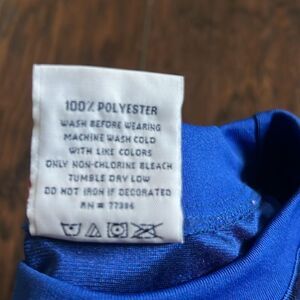 100% POLYESTER
WASH BEFORE WEARING
MACHINE WASH COLD
WITH LIKE COLORS
ONLY NON-CHLORINE BLEACH
TUMBLE DRY LOW
DO NOT IRON IF DECORATED
RN # 77386